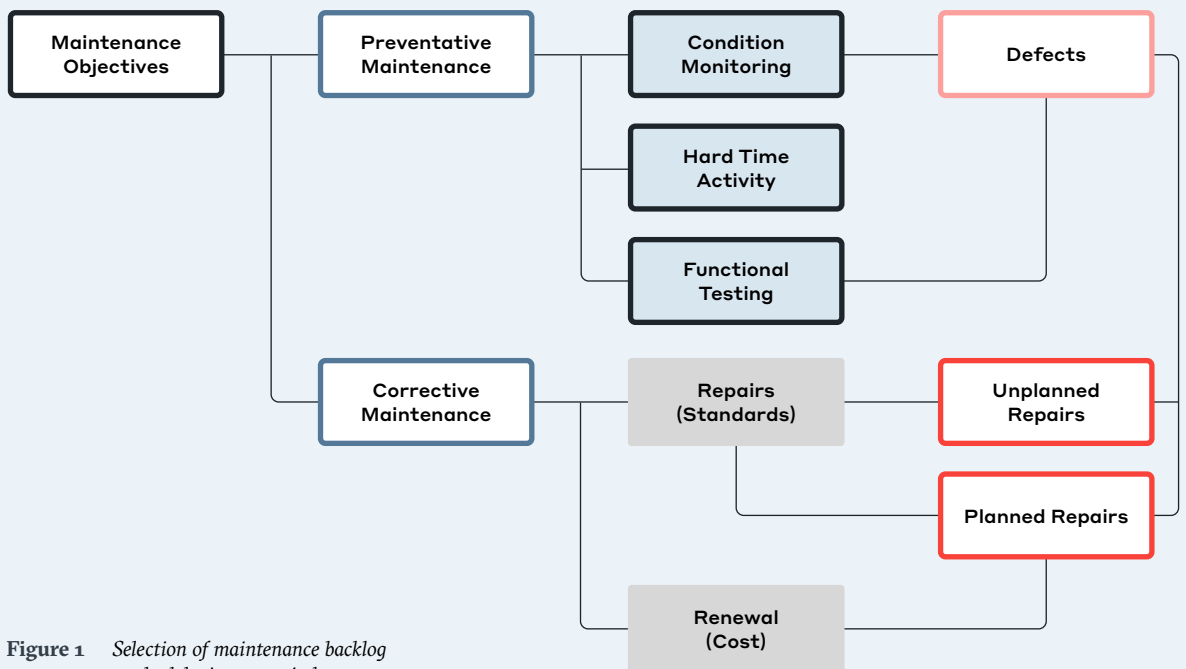 Maintenance
Objectives
Preventative
Maintenance
Condition
Monitoring
Defects
Hard Time
Activity
Functional
Testing
Corrective
Maintenance
Repairs
(Standards)
Unplanned
Repairs
Planned Repairs
Renewal
(Cost)
Figure 1 Selection of maintenance backlog